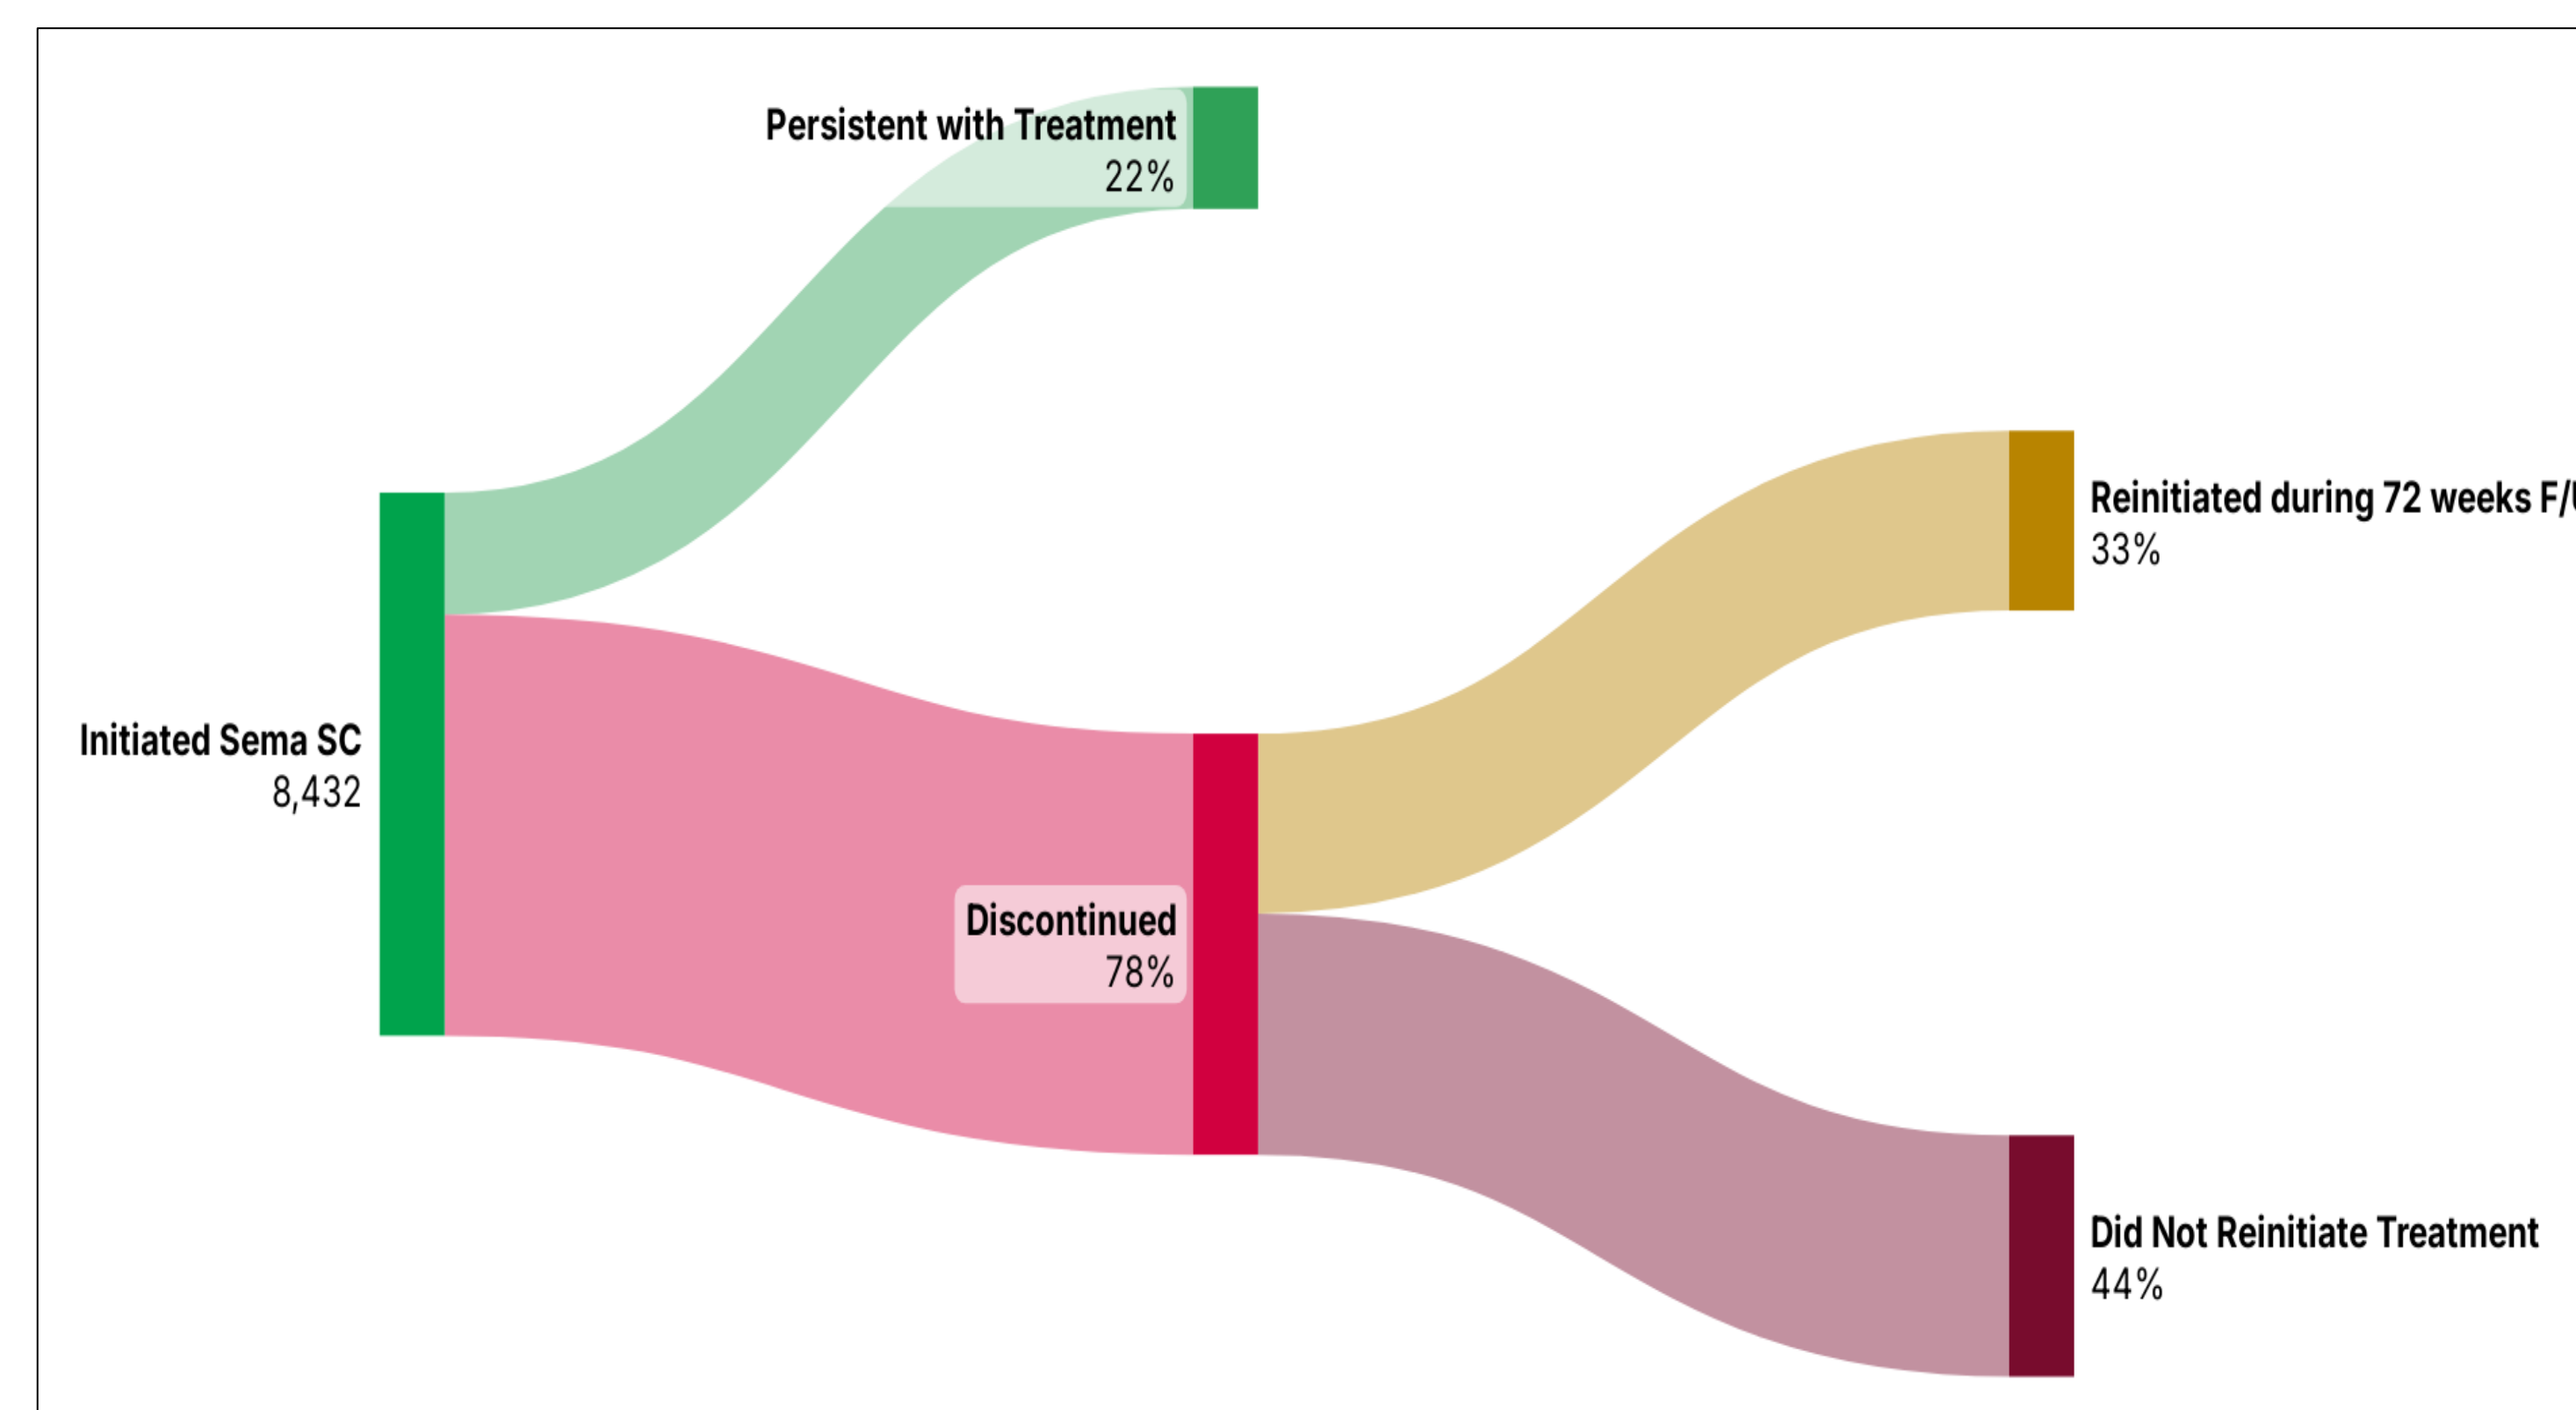 Persistent with Treatment
22%
Reinitiated during 72 weeks
33%
Initiated Sema SC
8,432
Discontinued
78%
Did Not Reinitiate Treatment
44%